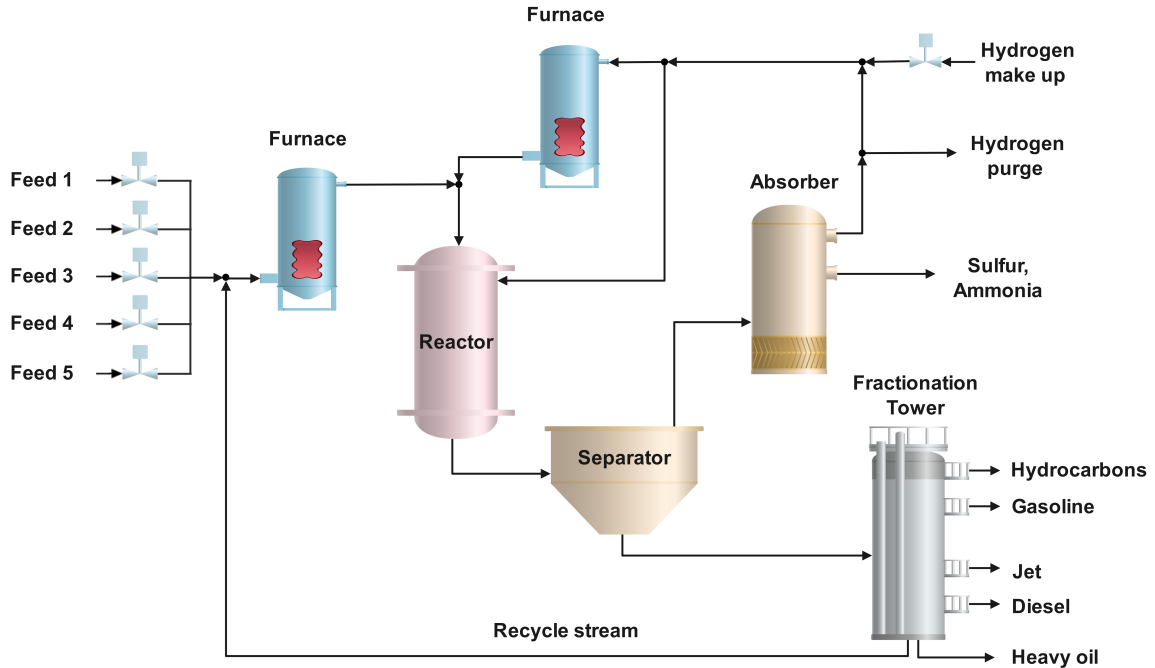 Furnace
Hydrogen
make up
Furnace
Hydrogen
purge
Feed 1
Absorber
Feed 2
Feed 3
Sulfur,
Ammonia
Feed 4
Reactor
Feed 5
Fractionation
Tower
Separator
Hydrocarbons
Gasoline
Jet
Diesel
Recycle stream
Heavy oil